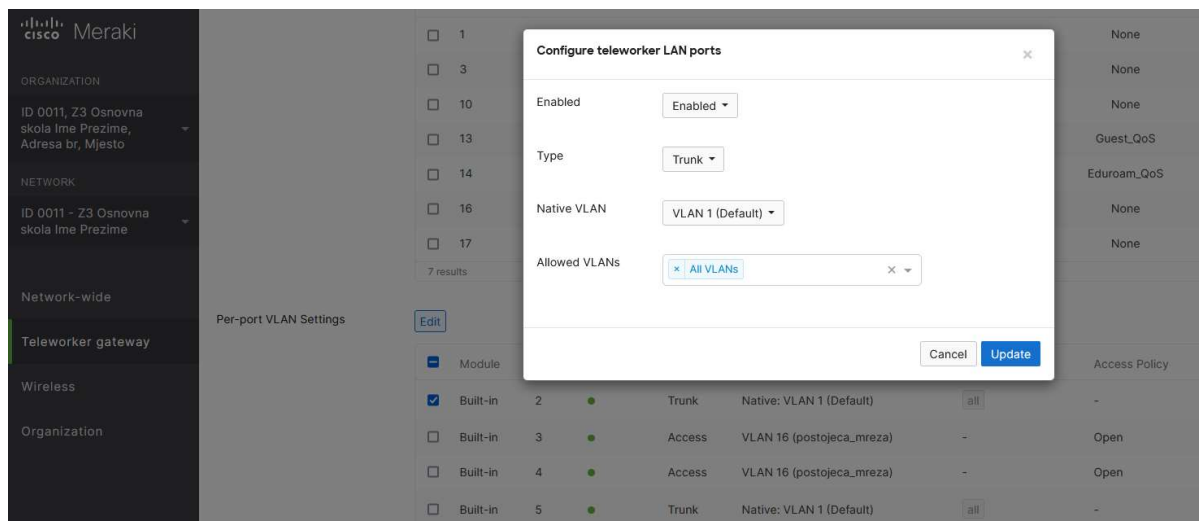 cisco Meraki
ORGANIZATION
ID 0011, Z3 Osnovna
skola Ime Prezime,
Adresa br, Mjesto
NETWORK
ID 0011 - Z3 Osnovna
skola Ime Prezime
Network-wide
Teleworker gateway
Wireless
Organization
1 None
3 None
10 None
13 Guest_QoS
14 Eduroam_QoS
16 None
17 None
7 results
Configure teleworker LAN ports ×
Enabled Enabled
Type Trunk
Native VLAN VLAN 1 (Default)
Allowed VLANs × All VLANs ×
Cancel Update
Per-port VLAN Settings Edit
Module Access Policy
Built-in 2 Trunk Native: VLAN 1 (Default) all -
Built-in 3 Access VLAN 16 (postojeca_mreza) - Open
Built-in 4 Access VLAN 16 (postojeca_mreza) - Open
Built-in 5 Trunk Native: VLAN 1 (Default) all -